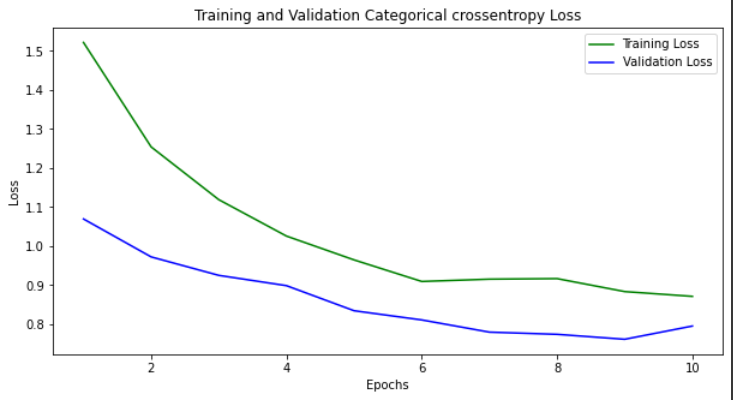 Training and Validation Categorical crossentropy Loss
Training Loss
Validation Loss
Loss
1.5
1.4
1.3
1.2
1.1
1.0
0.9
0.8
2 4 6 8 10
Epochs